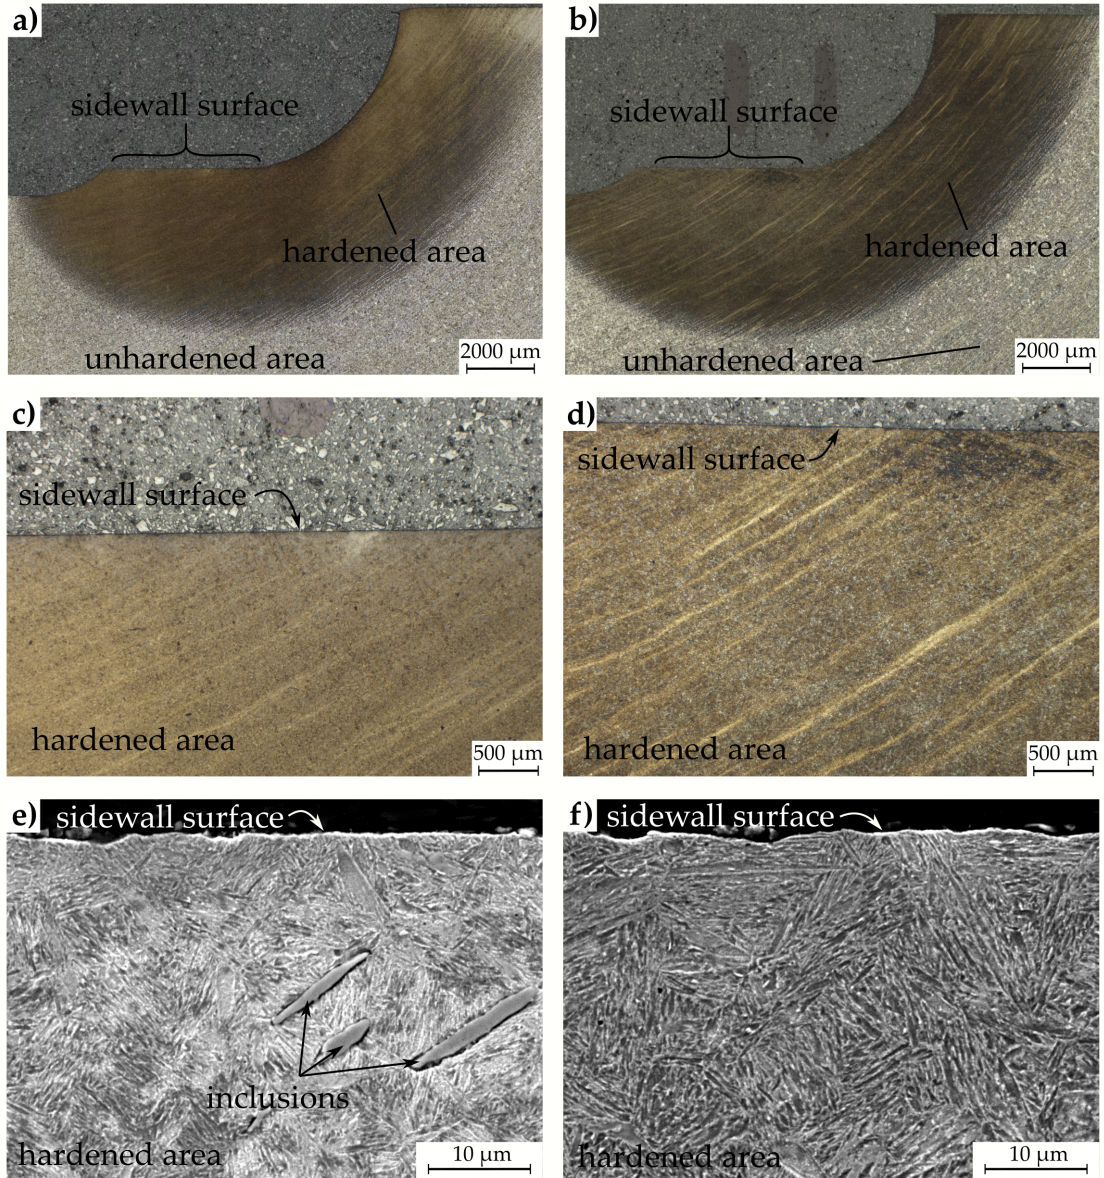 a)
sidewall surface
hardened area
unhardened area
2000 µm
b)
sidewall surface
hardened area
unhardened area
2000 µm
c)
sidewall surface
hardened area
500 µm
d)
sidewall surface
hardened area
500 µm
e)
sidewall surface
inclusions
hardened area
10 µm
f)
sidewall surface
hardened area
10 µm